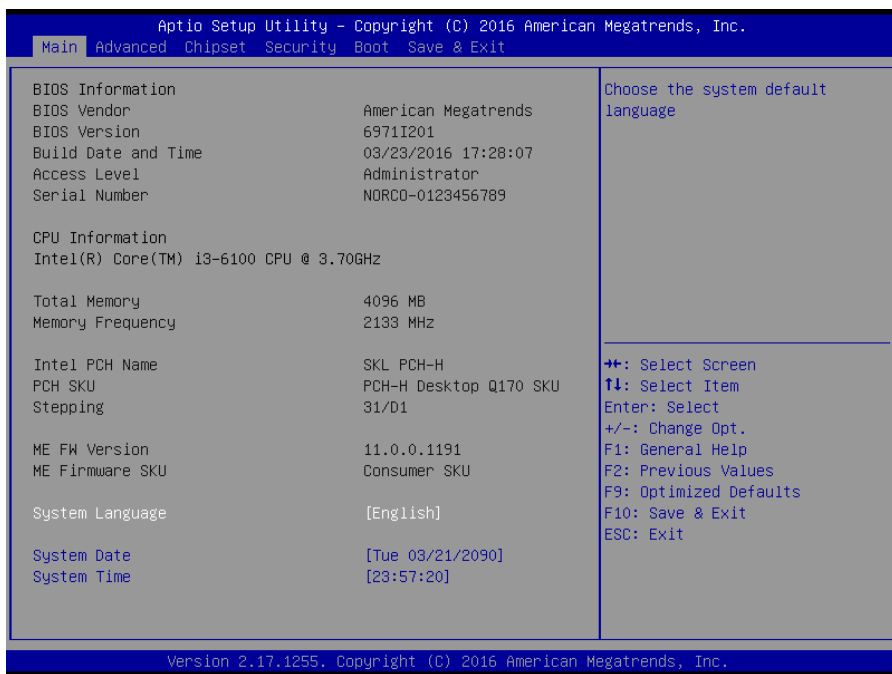 Aptio Setup Utility – Copyright (C) 2016 American Megatrends, Inc.
Main Advanced Chipset Security Boot Save & Exit
BIOS Information
BIOS Vendor American Megatrends
BIOS Version 6971I201
Build Date and Time 03/23/2016 17:28:07
Access Level Administrator
Serial Number NORCO-0123456789
CPU Information
Intel(R) Core(TM) i3-6100 CPU @ 3.70GHz
Total Memory 4096 MB
Memory Frequency 2133 MHz
Intel PCH Name SKL PCH-H
PCH SKU PCH-H Desktop Q170 SKU
Stepping 31/D1
ME FW Version 11.0.0.1191
ME Firmware SKU Consumer SKU
System Language [English]
System Date [Tue 03/21/2090]
System Time [23:57:20]
Choose the system default
language
→←: Select Screen
↑↓: Select Item
Enter: Select
+/-: Change Opt.
F1: General Help
F2: Previous Values
F9: Optimized Defaults
F10: Save & Exit
ESC: Exit
Version 2.17.1255. Copyright (C) 2016 American Megatrends, Inc.